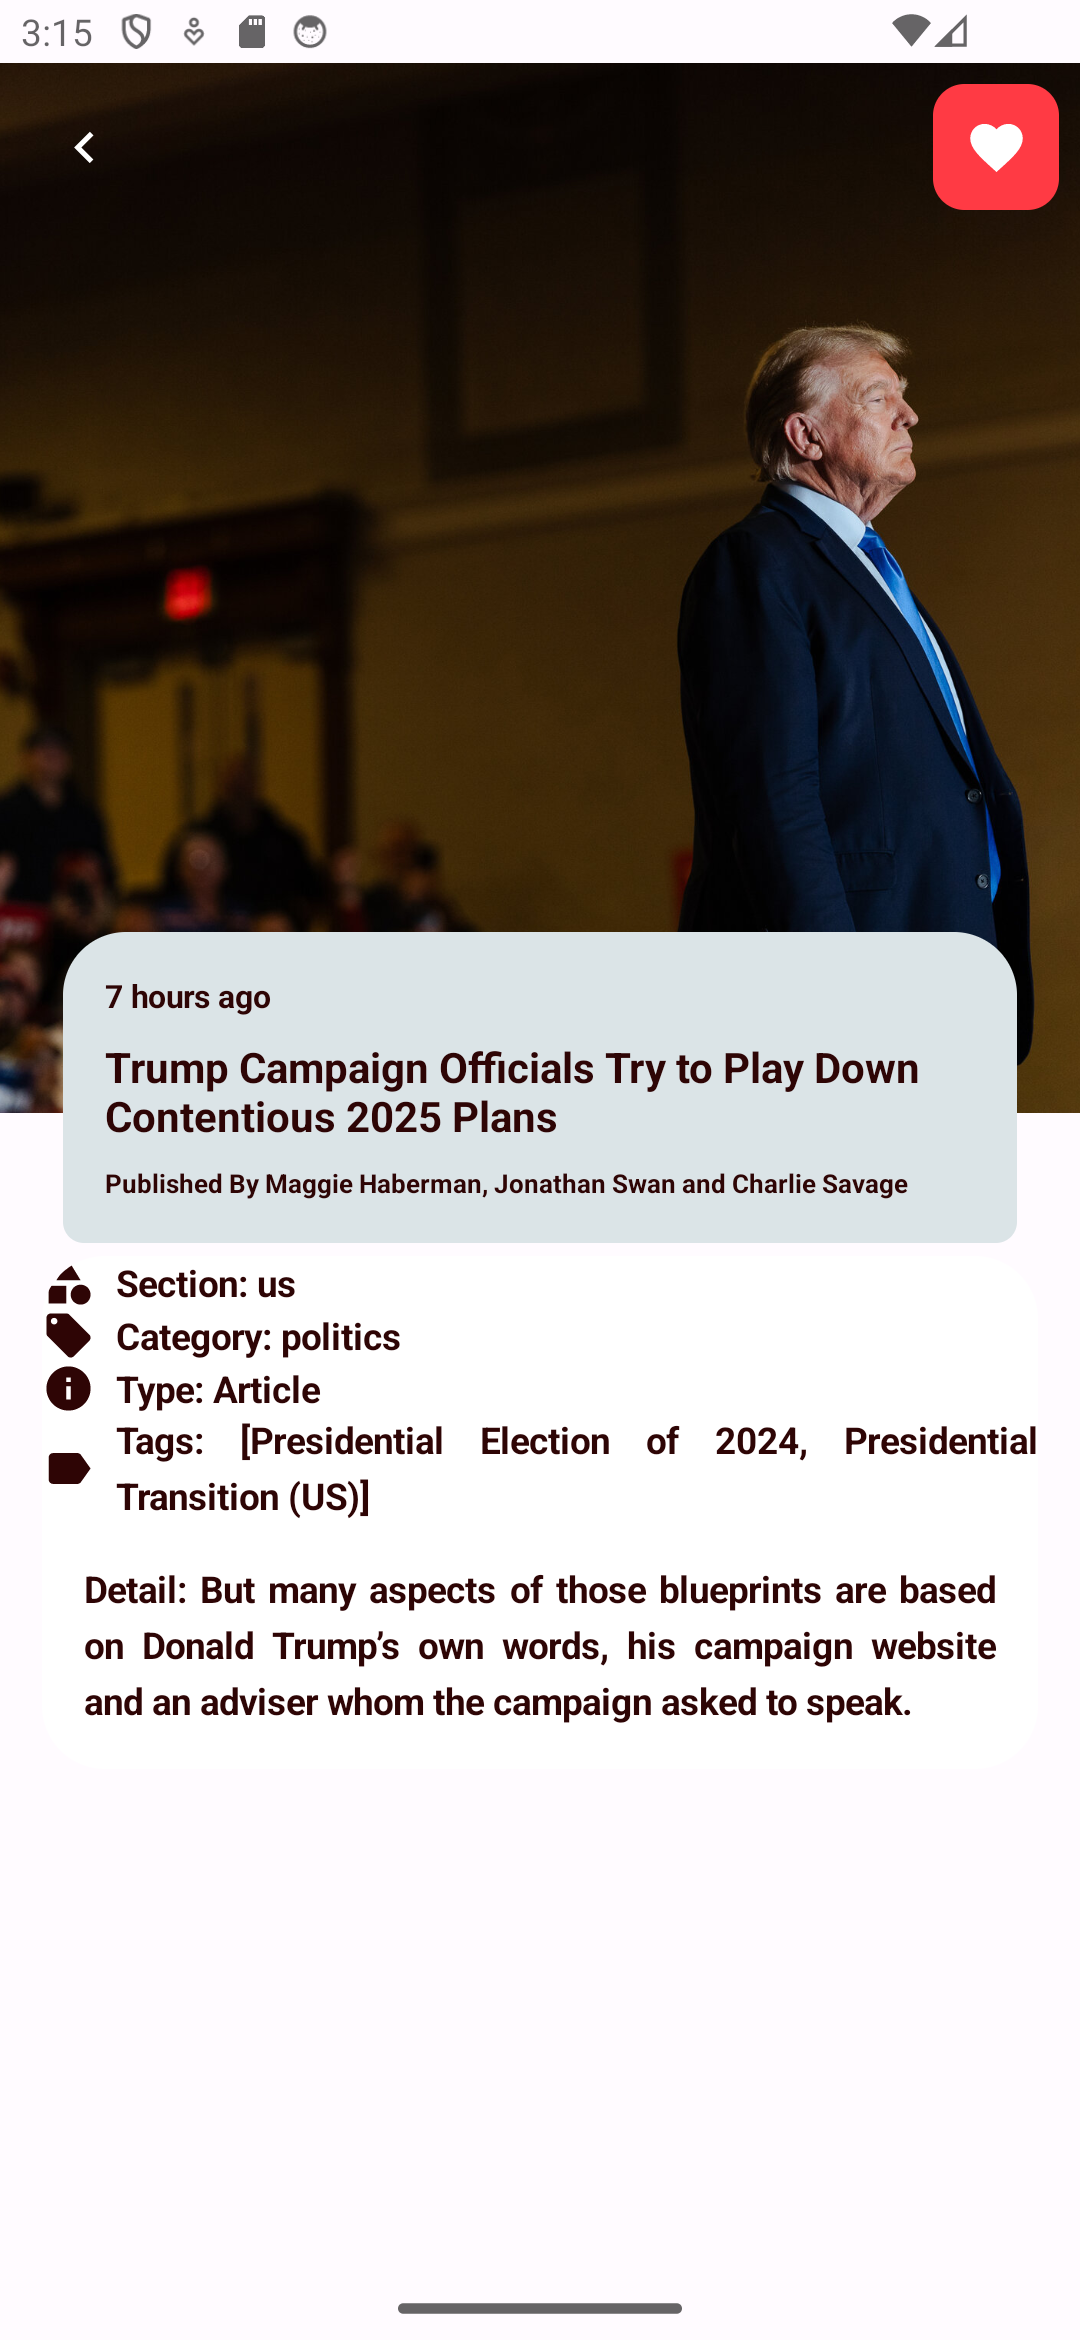 3:15
7 hours ago
Trump Campaign Officials Try to Play Down
Contentious 2025 Plans
Published By Maggie Haberman, Jonathan Swan and Charlie Savage
Section: us
Category: politics
Type: Article
Tags: [Presidential Election of 2024, Presidential
Transition (US)]
Detail: But many aspects of those blueprints are based
on Donald Trump’s own words, his campaign website
and an adviser whom the campaign asked to speak.